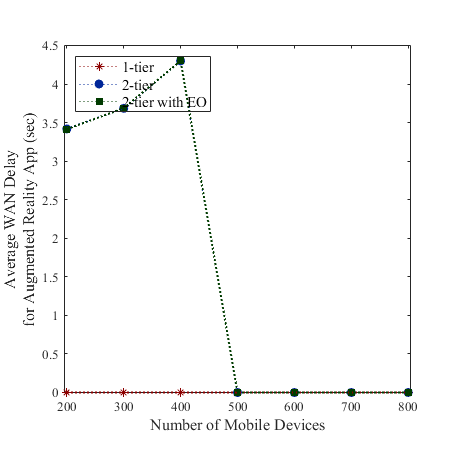 4.5
4
3.5
3
2.5
2
1.5
1
0.5
0
1-tier
2-tier
2-tier with EO
Average WAN Delay
for Augmented Reality App (sec)
200 300 400 500 600 700 800
Number of Mobile Devices